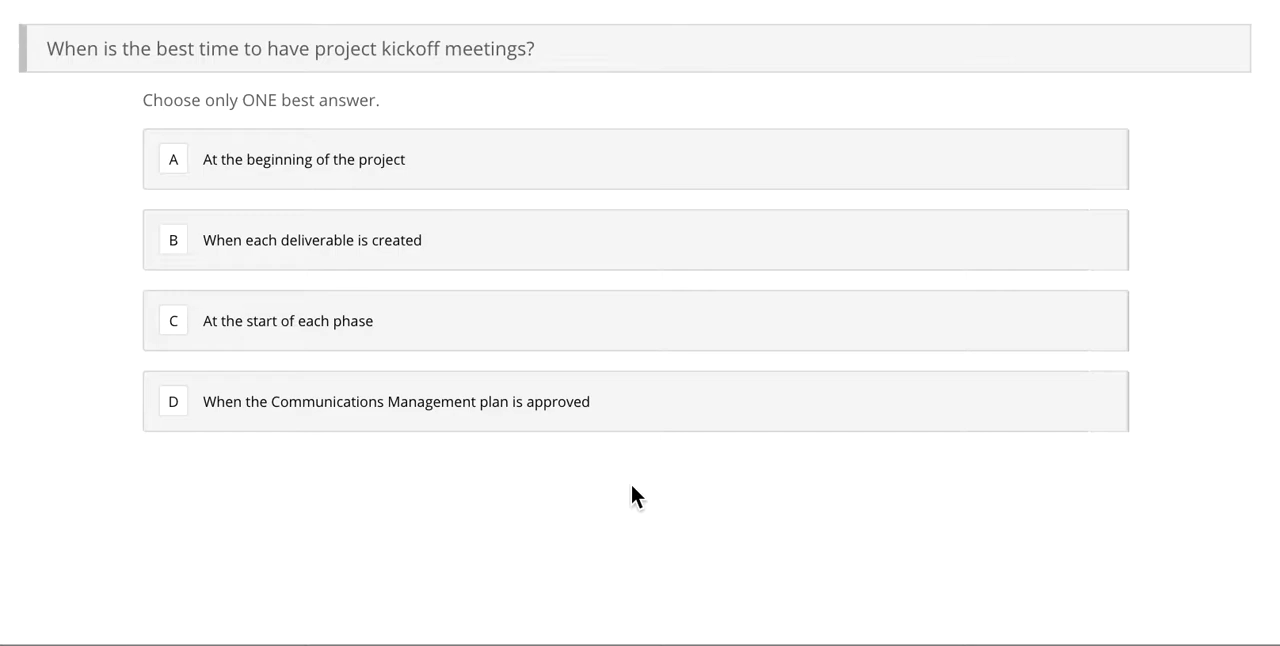 When is the best time to have project kickoff meetings?
Choose only ONE best answer.
A At the beginning of the project
B When each deliverable is created
C At the start of each phase
D When the Communications Management plan is approved